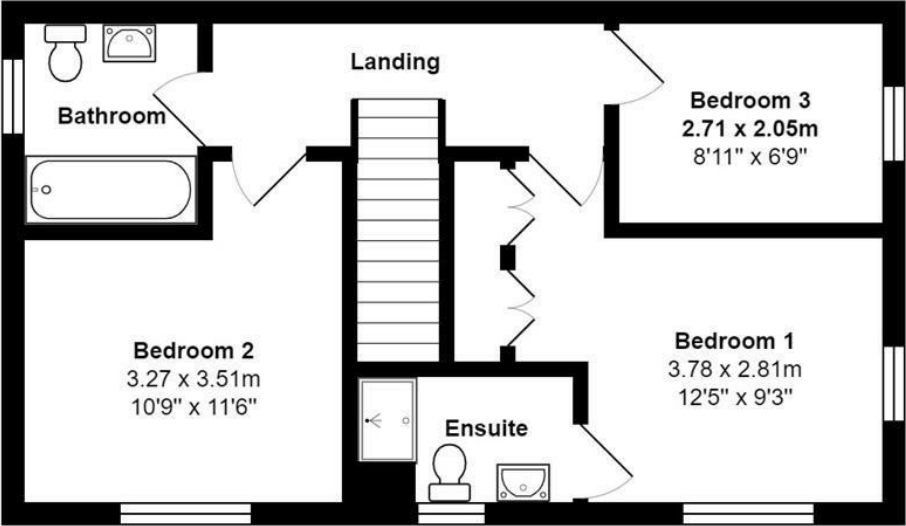 Landing
Bathroom
Bedroom 3
2.71 x 2.05m
8'11" x 6'9"
Bedroom 2
3.27 x 3.51m
10'9" x 11'6"
Bedroom 1
3.78 x 2.81m
12'5" x 9'3"
Ensuite